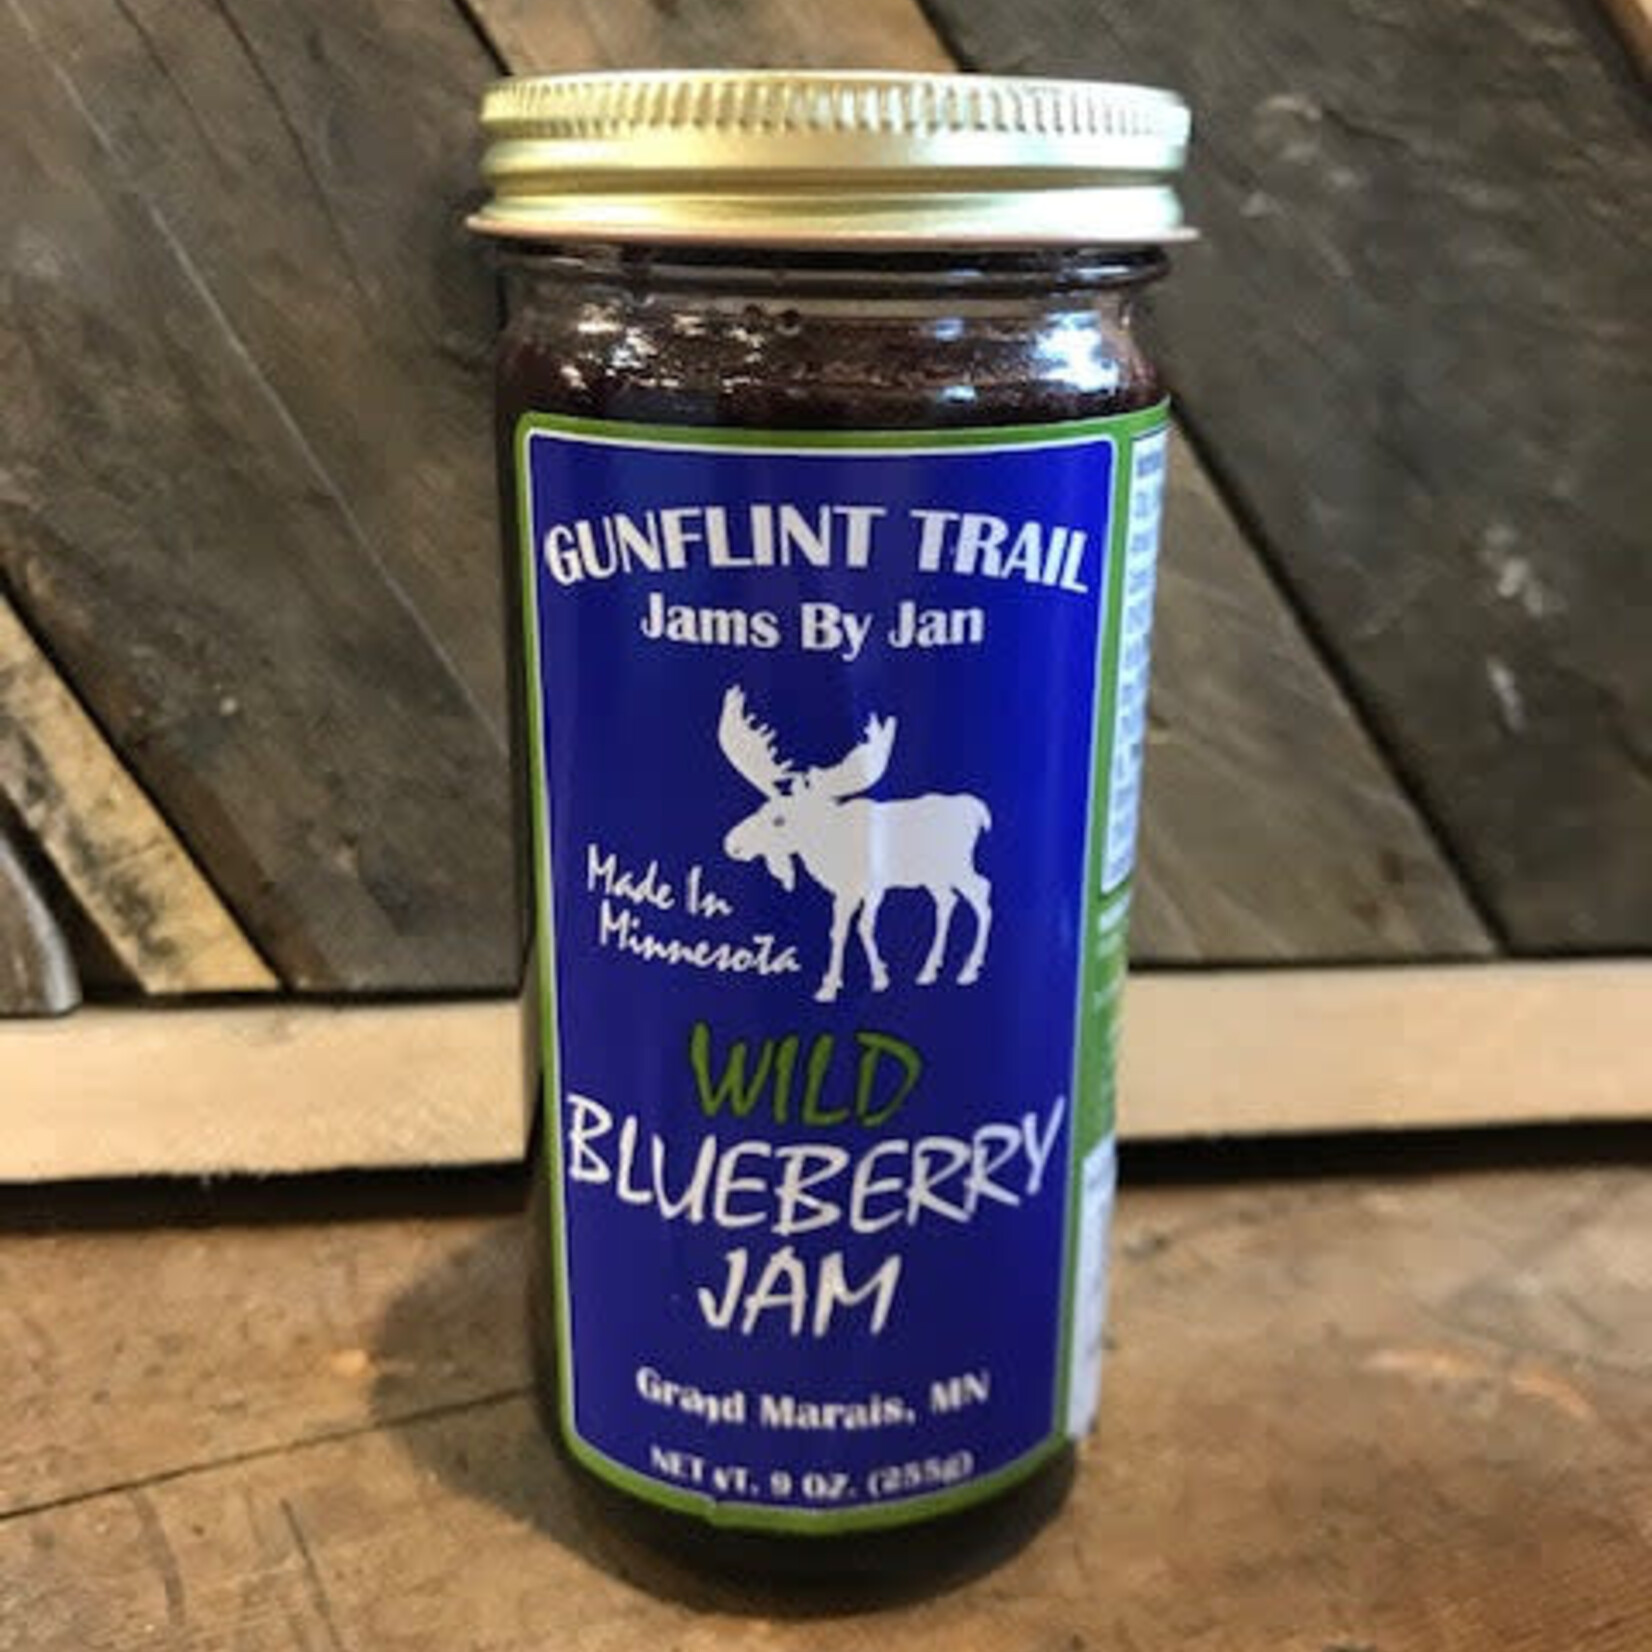 GUNFLINT TRAIL
Jams By Jan
Made In
Minnesota
WILD
BLUEBERRY
JAM
Grand Marais, MN
NET WT. 9 OZ. (255g)